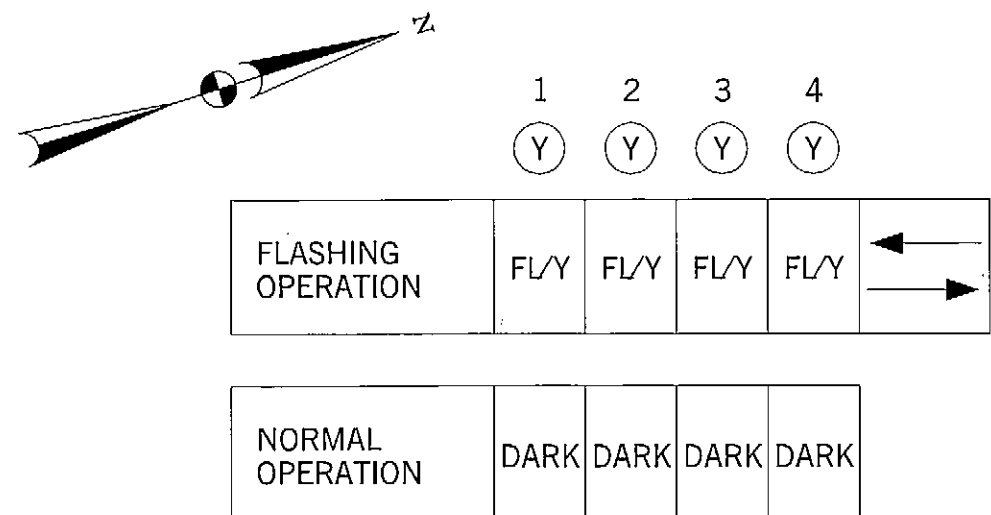 N
1 2 3 4
Y Y Y Y
FLASHING
OPERATION
FL/Y FL/Y FL/Y FL/Y
NORMAL
OPERATION
DARK DARK DARK DARK